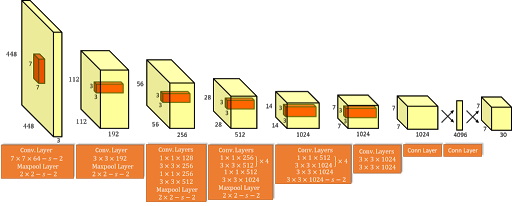 448
448
3
7
7
112
112
192
3
3
56
56
256
3
3
28
28
512
3
3
14
14
1024
3
3
7
7
1024
3
3
7
7
1024
4096
7
7
30
Conv. Layer
7 × 7 × 64 − s − 2
Maxpool Layer
2 × 2 − s − 2
Conv. Layer
3 × 3 × 192
Maxpool Layer
2 × 2 − s − 2
Conv. Layers
1 × 1 × 128
3 × 3 × 256
1 × 1 × 256
3 × 3 × 512
Maxpool Layer
2 × 2 − s − 2
Conv. Layers
1 × 1 × 256
3 × 3 × 512 } × 4
1 × 1 × 512
3 × 3 × 1024
Maxpool Layer
2 × 2 − s − 2
Conv. Layers
1 × 1 × 512
3 × 3 × 1024 } × 4
3 × 3 × 1024
3 × 3 × 1024 − s − 2
Conv. Layers
3 × 3 × 1024
3 × 3 × 1024
Conn Layer
Conn Layer